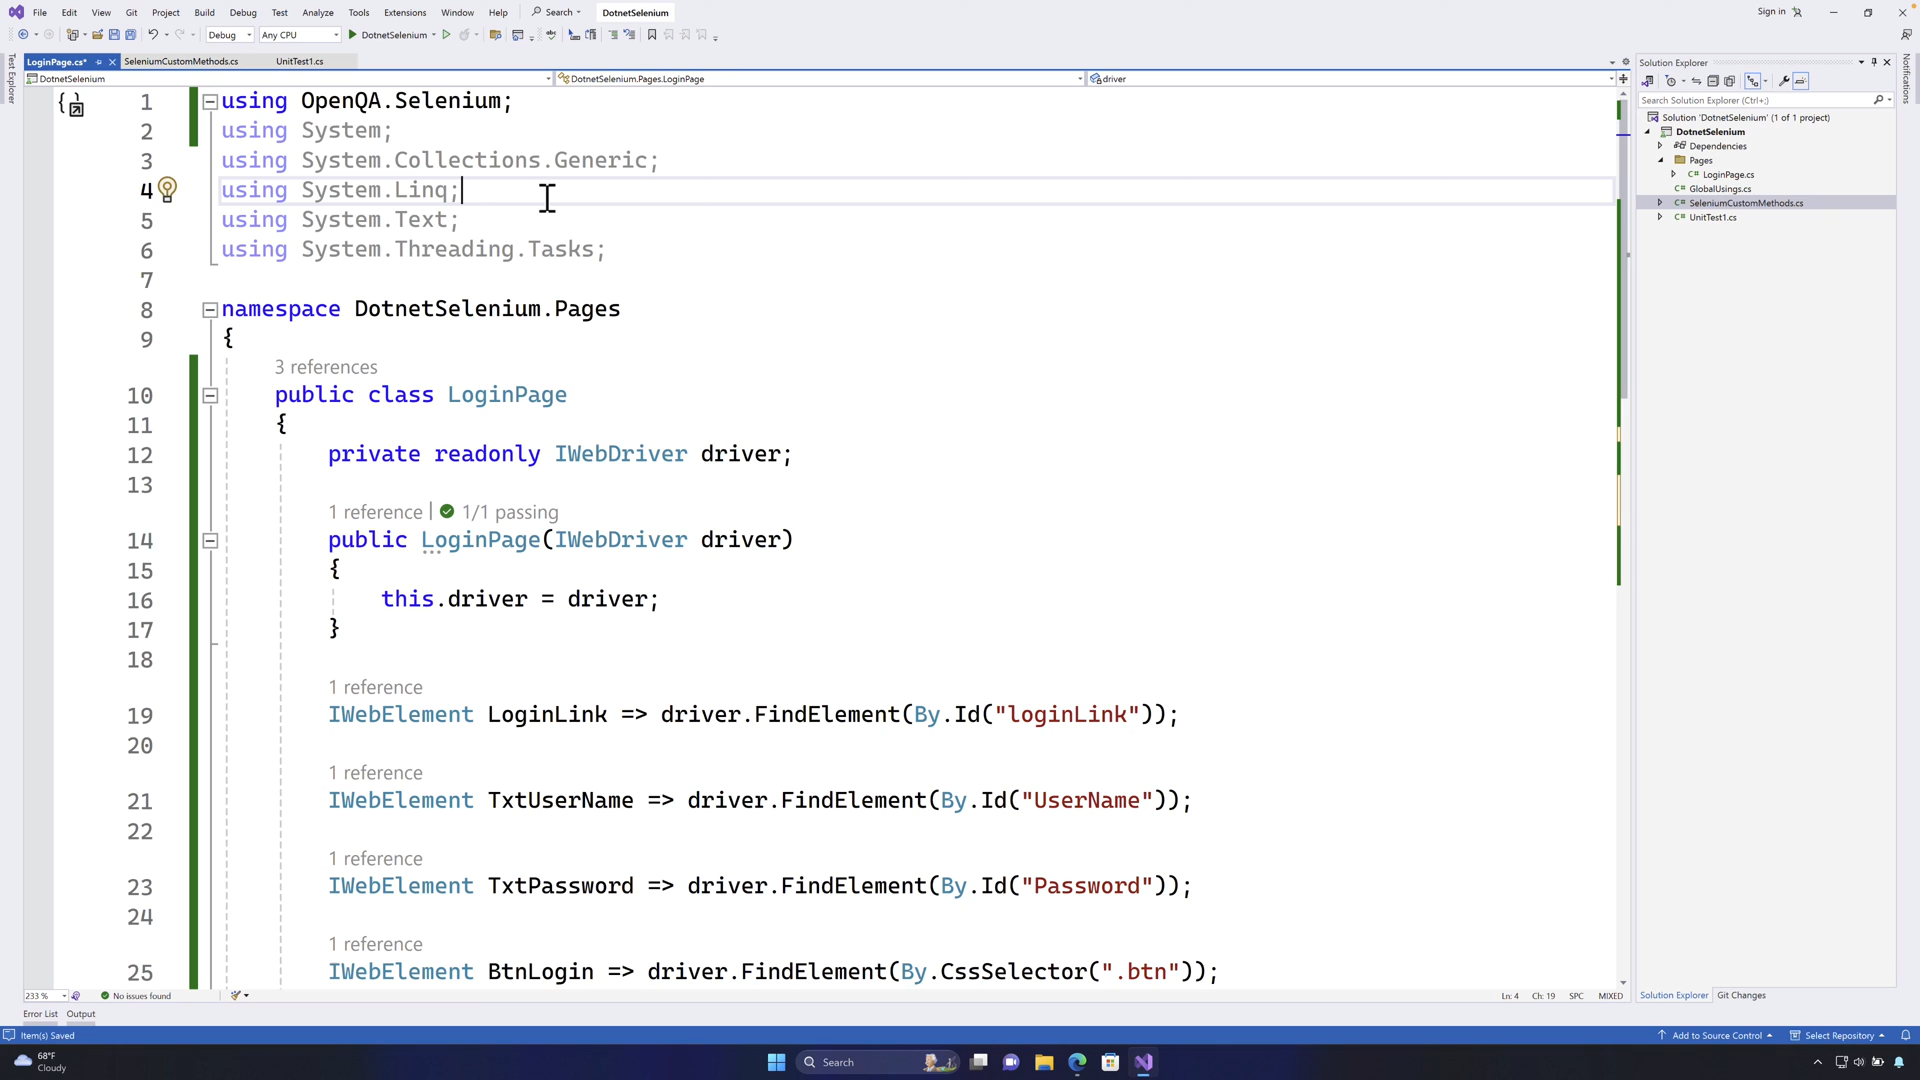 File Edit View Git Project Build Debug Test Analyze Tools Extensions Window Help Search DotnetSelenium Sign in
Debug Any CPU DotnetSelenium
LoginPage.cs* SeleniumCustomMethods.cs UnitTest1.cs
DotnetSelenium DotnetSelenium.Pages.LoginPage driver
Test Explorer
1 using OpenQA.Selenium;
2 using System;
3 using System.Collections.Generic;
4 using System.Linq;
5 using System.Text;
6 using System.Threading.Tasks;
7
8 namespace DotnetSelenium.Pages
9 {
3 references
10 public class LoginPage
11 {
12 private readonly IWebDriver driver;
13
1 reference | 1/1 passing
14 public LoginPage(IWebDriver driver)
15 {
16 this.driver = driver;
17 }
18
1 reference
19 IWebElement LoginLink => driver.FindElement(By.Id("loginLink"));
20
1 reference
21 IWebElement TxtUserName => driver.FindElement(By.Id("UserName"));
22
1 reference
23 IWebElement TxtPassword => driver.FindElement(By.Id("Password"));
24
1 reference
25 IWebElement BtnLogin => driver.FindElement(By.CssSelector(".btn"));
233 % No issues found Ln: 4 Ch: 19 SPC MIXED
Solution Explorer
Search Solution Explorer (Ctrl+;)
Solution 'DotnetSelenium' (1 of 1 project)
DotnetSelenium
Dependencies
Pages
C# LoginPage.cs
C# GlobalUsings.cs
C# SeleniumCustomMethods.cs
C# UnitTest1.cs
Solution Explorer Git Changes
Notifications
Error List Output
Item(s) Saved Add to Source Control Select Repository
68°F
Cloudy
Search